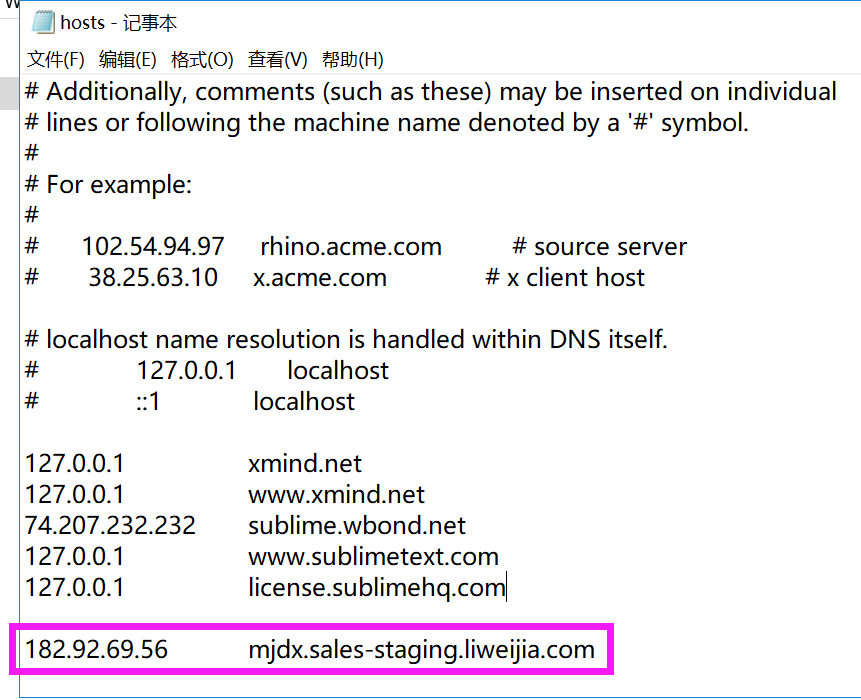 W
hosts - 记事本
文件(F) 编辑(E) 格式(O) 查看(V) 帮助(H)
# Additionally, comments (such as these) may be inserted on individual
# lines or following the machine name denoted by a '#' symbol.
#
# For example:
#
# 102.54.94.97 rhino.acme.com # source server
# 38.25.63.10 x.acme.com # x client host
# localhost name resolution is handled within DNS itself.
# 127.0.0.1 localhost
# ::1 localhost
127.0.0.1 xmind.net
127.0.0.1 www.xmind.net
74.207.232.232 sublime.wbond.net
127.0.0.1 www.sublimetext.com
127.0.0.1 license.sublimehq.com
182.92.69.56 mjdx.sales-staging.liweijia.com